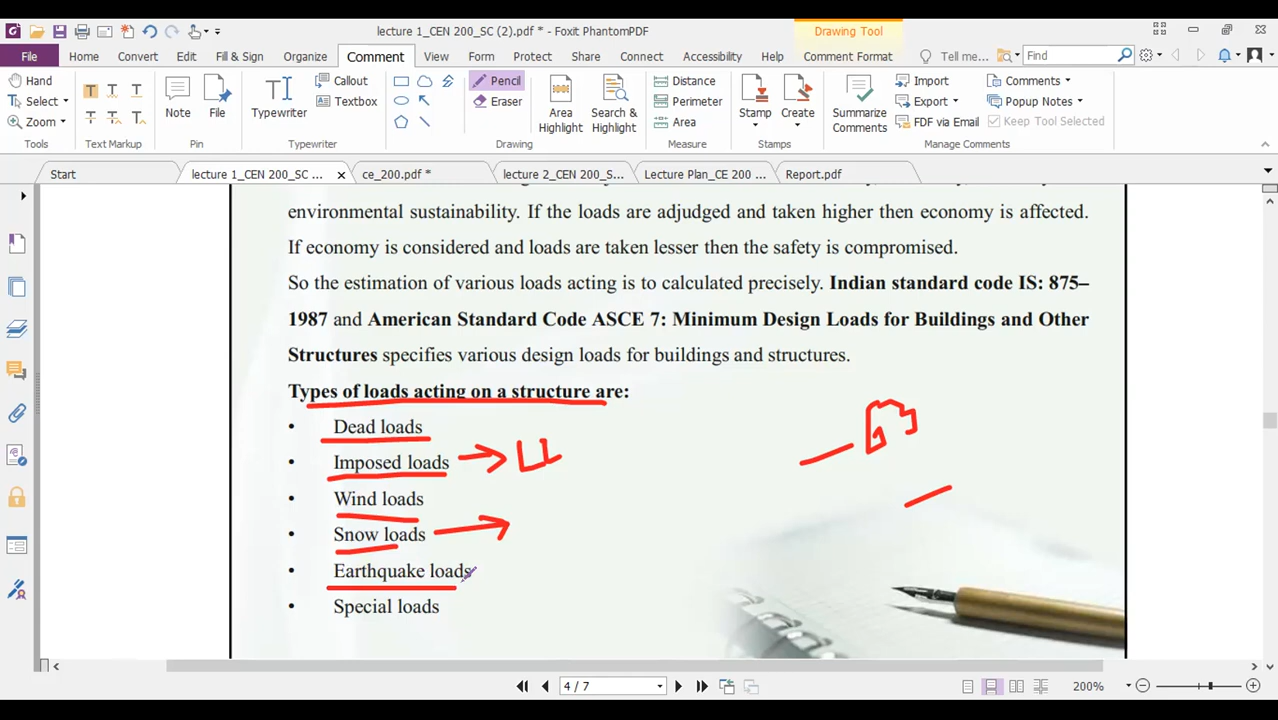 lecture 1_CEN 200_SC (2).pdf * - Foxit PhantomPDF
Drawing Tool
File Home Convert Edit Fill & Sign Organize Comment View Form Protect Share Connect Accessibility Help Comment Format Tell me... Find
Hand
Select
Zoom
Tools
Text Markup
Note
File
Pin
Typewriter
Callout
Textbox
Typewriter
Pencil
Eraser
Area Highlight
Search & Highlight
Drawing
Distance
Perimeter
Area
Measure
Stamp
Create
Stamps
Summarize Comments
Import
Export
FDF via Email
Comments
Popup Notes
Keep Tool Selected
Manage Comments
Start lecture 1_CEN 200_SC ... ce_200.pdf * lecture 2_CEN 200_S... Lecture Plan_CE 200 ... Report.pdf
environmental sustainability. If the loads are adjudged and taken higher then economy is affected.
If economy is considered and loads are taken lesser then the safety is compromised.
So the estimation of various loads acting is to calculated precisely. Indian standard code IS: 875–
1987 and American Standard Code ASCE 7: Minimum Design Loads for Buildings and Other
Structures specifies various design loads for buildings and structures.
Types of loads acting on a structure are:
• Dead loads
• Imposed loads → LL
• Wind loads
• Snow loads →
• Earthquake loads
• Special loads
4 / 7
200%